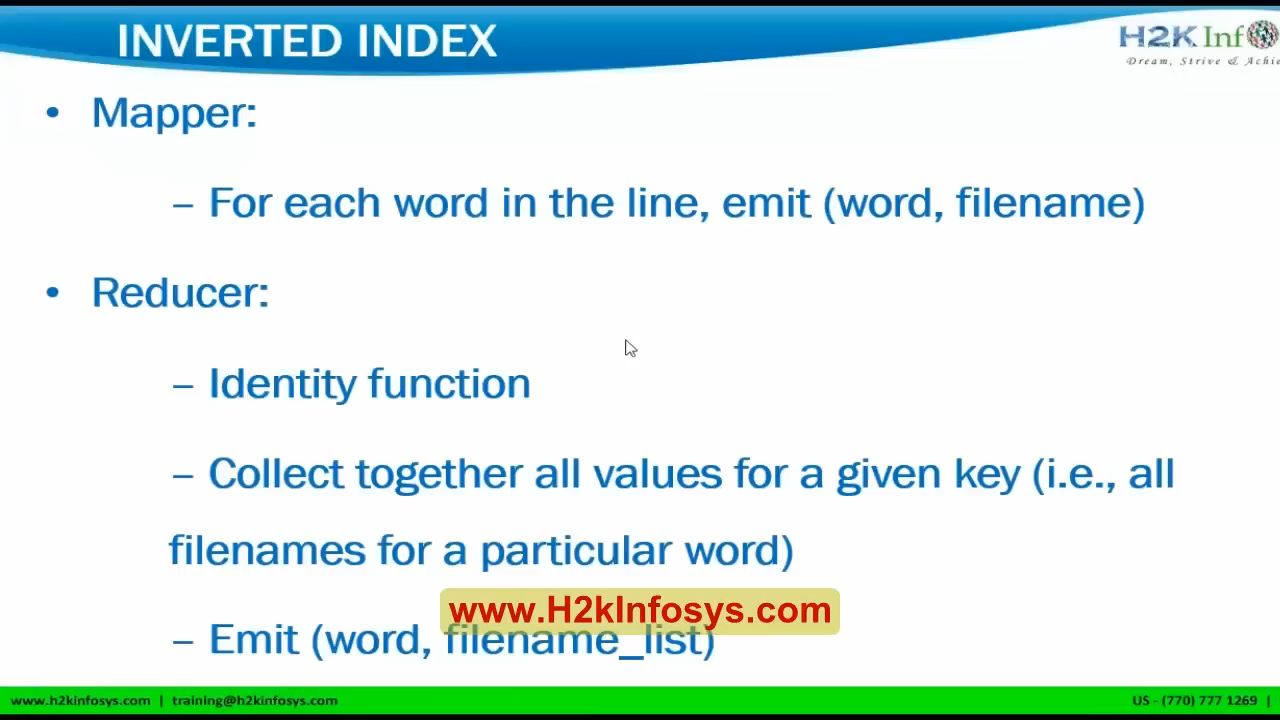 INVERTED INDEX
H2K Inf
Dream, Strive & Achie
• Mapper:
– For each word in the line, emit (word, filename)
• Reducer:
– Identity function
– Collect together all values for a given key (i.e., all
filenames for a particular word)
www.H2kInfosys.com
– Emit (word, filename_list)
www.h2kinfosys.com | training@h2kinfosys.com
US - (770) 777 1269 |